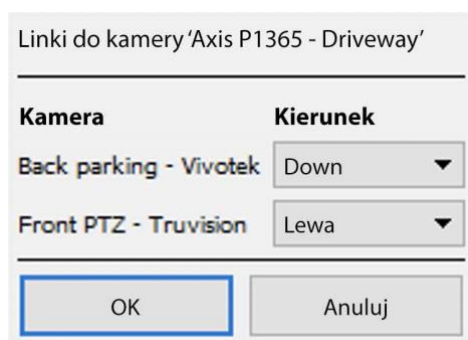 Linki do kamery ‘Axis P1365 - Driveway’
Kamera Kierunek
Back parking - Vivotek Down
Front PTZ - Truvision Lewa
OK Anuluj